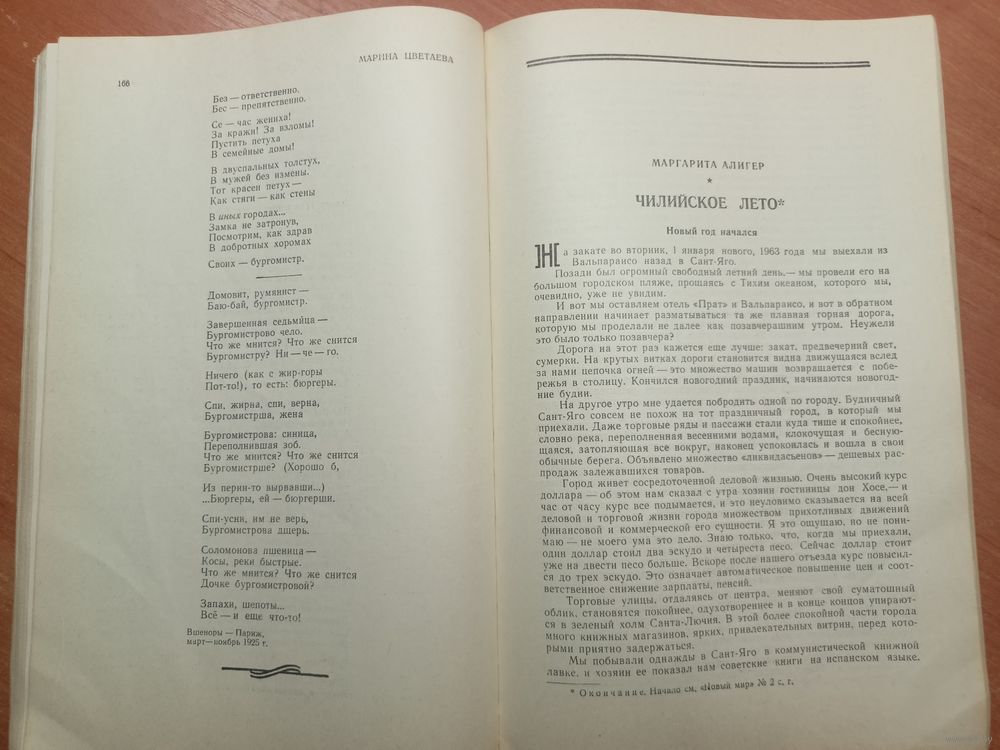 166
МАРИНА ЦВЕТАЕВА
Без — ответственно.
Бес — препятственно.
Се — час жениха!
За кражи! За взломы!
Пустить петуха
В семейные домы!
В двуспальных толстух,
В мужей без измены.
Тот красен петух —
Как стяги — как стены
В иных городах...
Замка не затронув,
Посмотрим, как здрав
В добротных хоромах
Своих — бургомистр.
Домовит, румянист —
Баю-бай, бургомистр.
Завершенная седьмица —
Бургомистрово чело.
Что же мнится? Что же снится
Бургомистру? Ни — че — го.
Ничего (как с жир-горы
Пот-то!), то есть: бюргеры.
Спи, жирна, спи, верна,
Бургомистрша, жена
Бургомистрова: синица,
Переполнившая зоб.
Что же мнится? Что же снится
Бургомистрше? (Хорошо б,
Из перин-то вырвавши...)
...Бюргеры, ей — бюргерши.
Спи-усни, им не верь,
Бургомистрова дщерь.
Соломонова пшеница —
Косы, реки быстрые.
Что же мнится? Что же снится
Дочке бургомистровой?
Запахи, шепоты...
Всё — и еще что-то!
Вшеноры — Париж,
март—ноябрь 1925 г.
МАРГАРИТА АЛИГЕР
★
ЧИЛИЙСКОЕ ЛЕТО*
Новый год начался
На закате во вторник, 1 января нового, 1963 года мы выехали из
Вальпараисо назад в Сант-Яго.
Позади был огромный свободный летний день,— мы провели его на
большом городском пляже, прощаясь с Тихим океаном, которого мы,
очевидно, уже не увидим.
И вот мы оставляем отель «Прат» и Вальпараисо, и вот в обратном
направлении начинает разматываться та же плавная горная дорога,
которую мы проделали не далее как позавчерашним утром. Неужели
это было только позавчера?
Дорога на этот раз кажется еще лучше: закат, предвечерний свет,
сумерки. На крутых витках дороги становится видна движущаяся вслед
за нами цепочка огней — это множество машин возвращается с побе-
режья в столицу. Кончился новогодний праздник, начинаются новогод-
ние будни.
На другое утро мне удается побродить одной по городу. Будничный
Сант-Яго совсем не похож на тот праздничный город, в который мы
приехали. Даже торговые ряды и пассажи стали куда тише и спокойнее,
словно река, переполненная весенними водами, клокочущая и бесную-
щаяся, затопляющая все вокруг, наконец успокоилась и вошла в свои
обычные берега. Объявлено множество «ликвидасьенов» — дешевых рас-
продаж залежавшихся товаров.
Город живет сосредоточенной деловой жизнью. Очень высокий курс
доллара — об этом нам сказал с утра хозяин гостиницы дон Хосе,— и
час от часу курс все подымается, и это неуловимо сказывается на всей
деловой и торговой жизни города множеством прихотливых движений
финансовой и коммерческой его сущности. Я это ощущаю, но не пони-
маю — не моего ума это дело. Знаю только, что, когда мы приехали,
один доллар стоил два эскудо и четыреста песо. Сейчас доллар стоит
уже на двести песо больше. Вскоре после нашего отъезда курс повысил-
ся до трех эскудо. Это означает автоматическое повышение цен и соот-
ветственное снижение зарплаты, пенсий.
Торговые улицы, отдаляясь от центра, меняют свой суматошный
облик, становятся покойнее, одухотвореннее и в конце концов упирают-
ся в зеленый холм Санта-Лючия. В этой более спокойной части города
много книжных магазинов, ярких, привлекательных витрин, перед кото-
рыми приятно задержаться.
Мы побывали однажды в Сант-Яго в коммунистической книжной
лавке, и хозяин ее показал нам советские книги на испанском языке,
* Окончание. Начало см. «Новый мир» № 2 с. г.